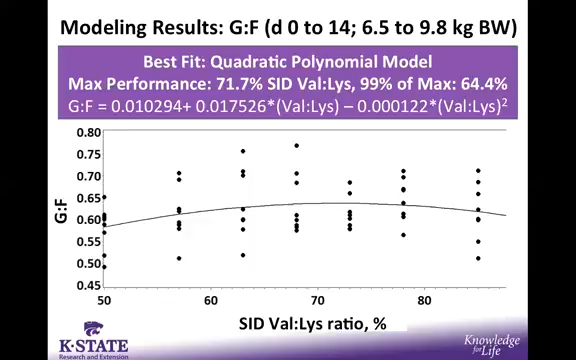 Modeling Results: G:F (d 0 to 14; 6.5 to 9.8 kg BW)
Best Fit: Quadratic Polynomial Model
Max Performance: 71.7% SID Val:Lys, 99% of Max: 64.4%
G:F = 0.010294+ 0.017526*(Val:Lys) – 0.000122*(Val:Lys)²
0.80
0.75
0.70
0.65
0.60
0.55
0.50
0.45
G:F
50
60
70
80
SID Val:Lys ratio, %
K-STATE
Research and Extension
Knowledge
for Life